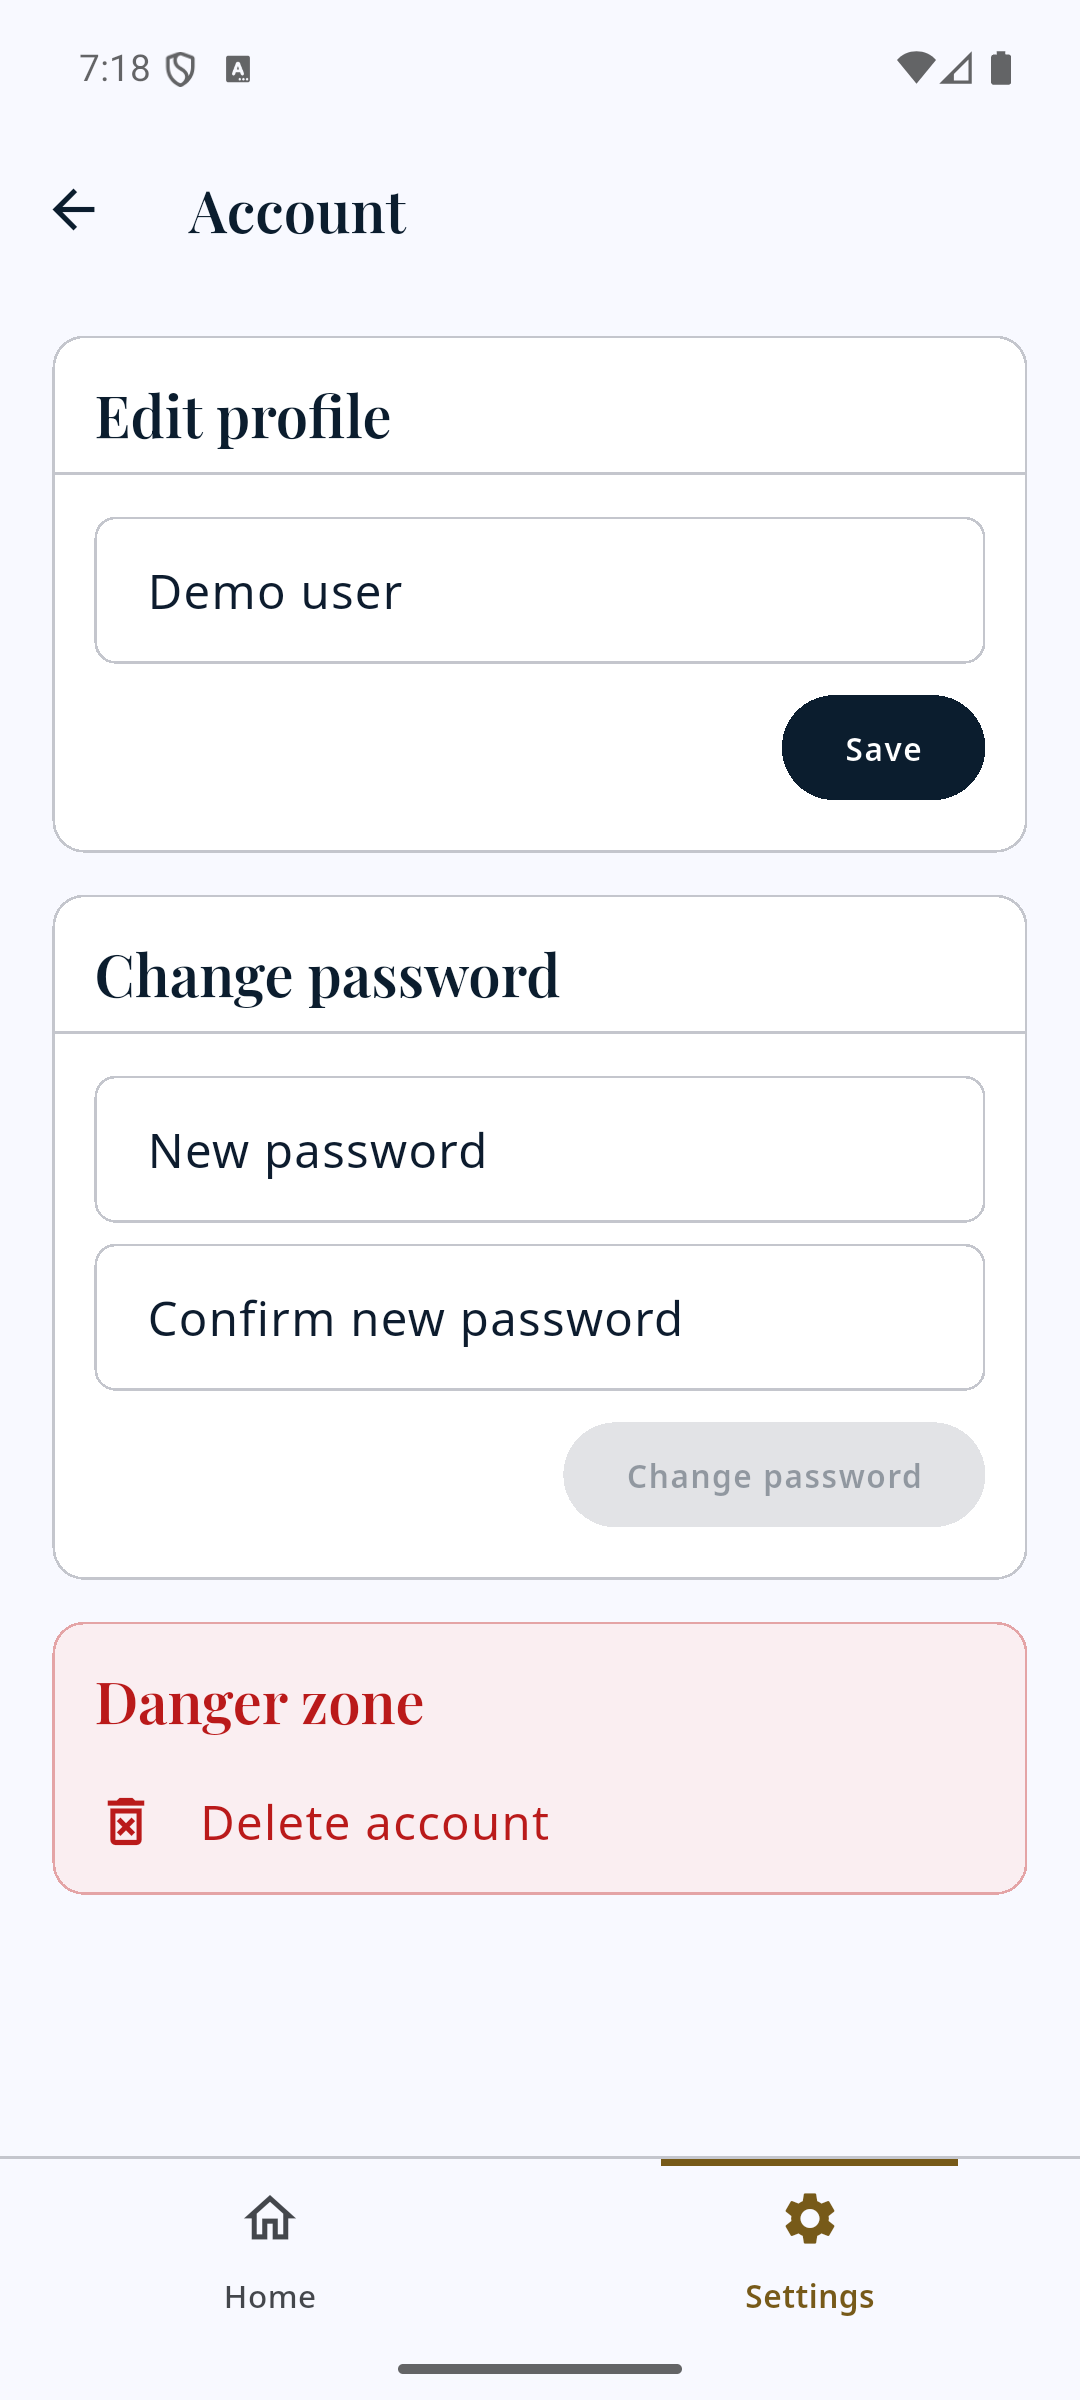 7:18
Account
Edit profile
Demo user
Save
Change password
New password
Confirm new password
Change password
Danger zone
Delete account
Home
Settings